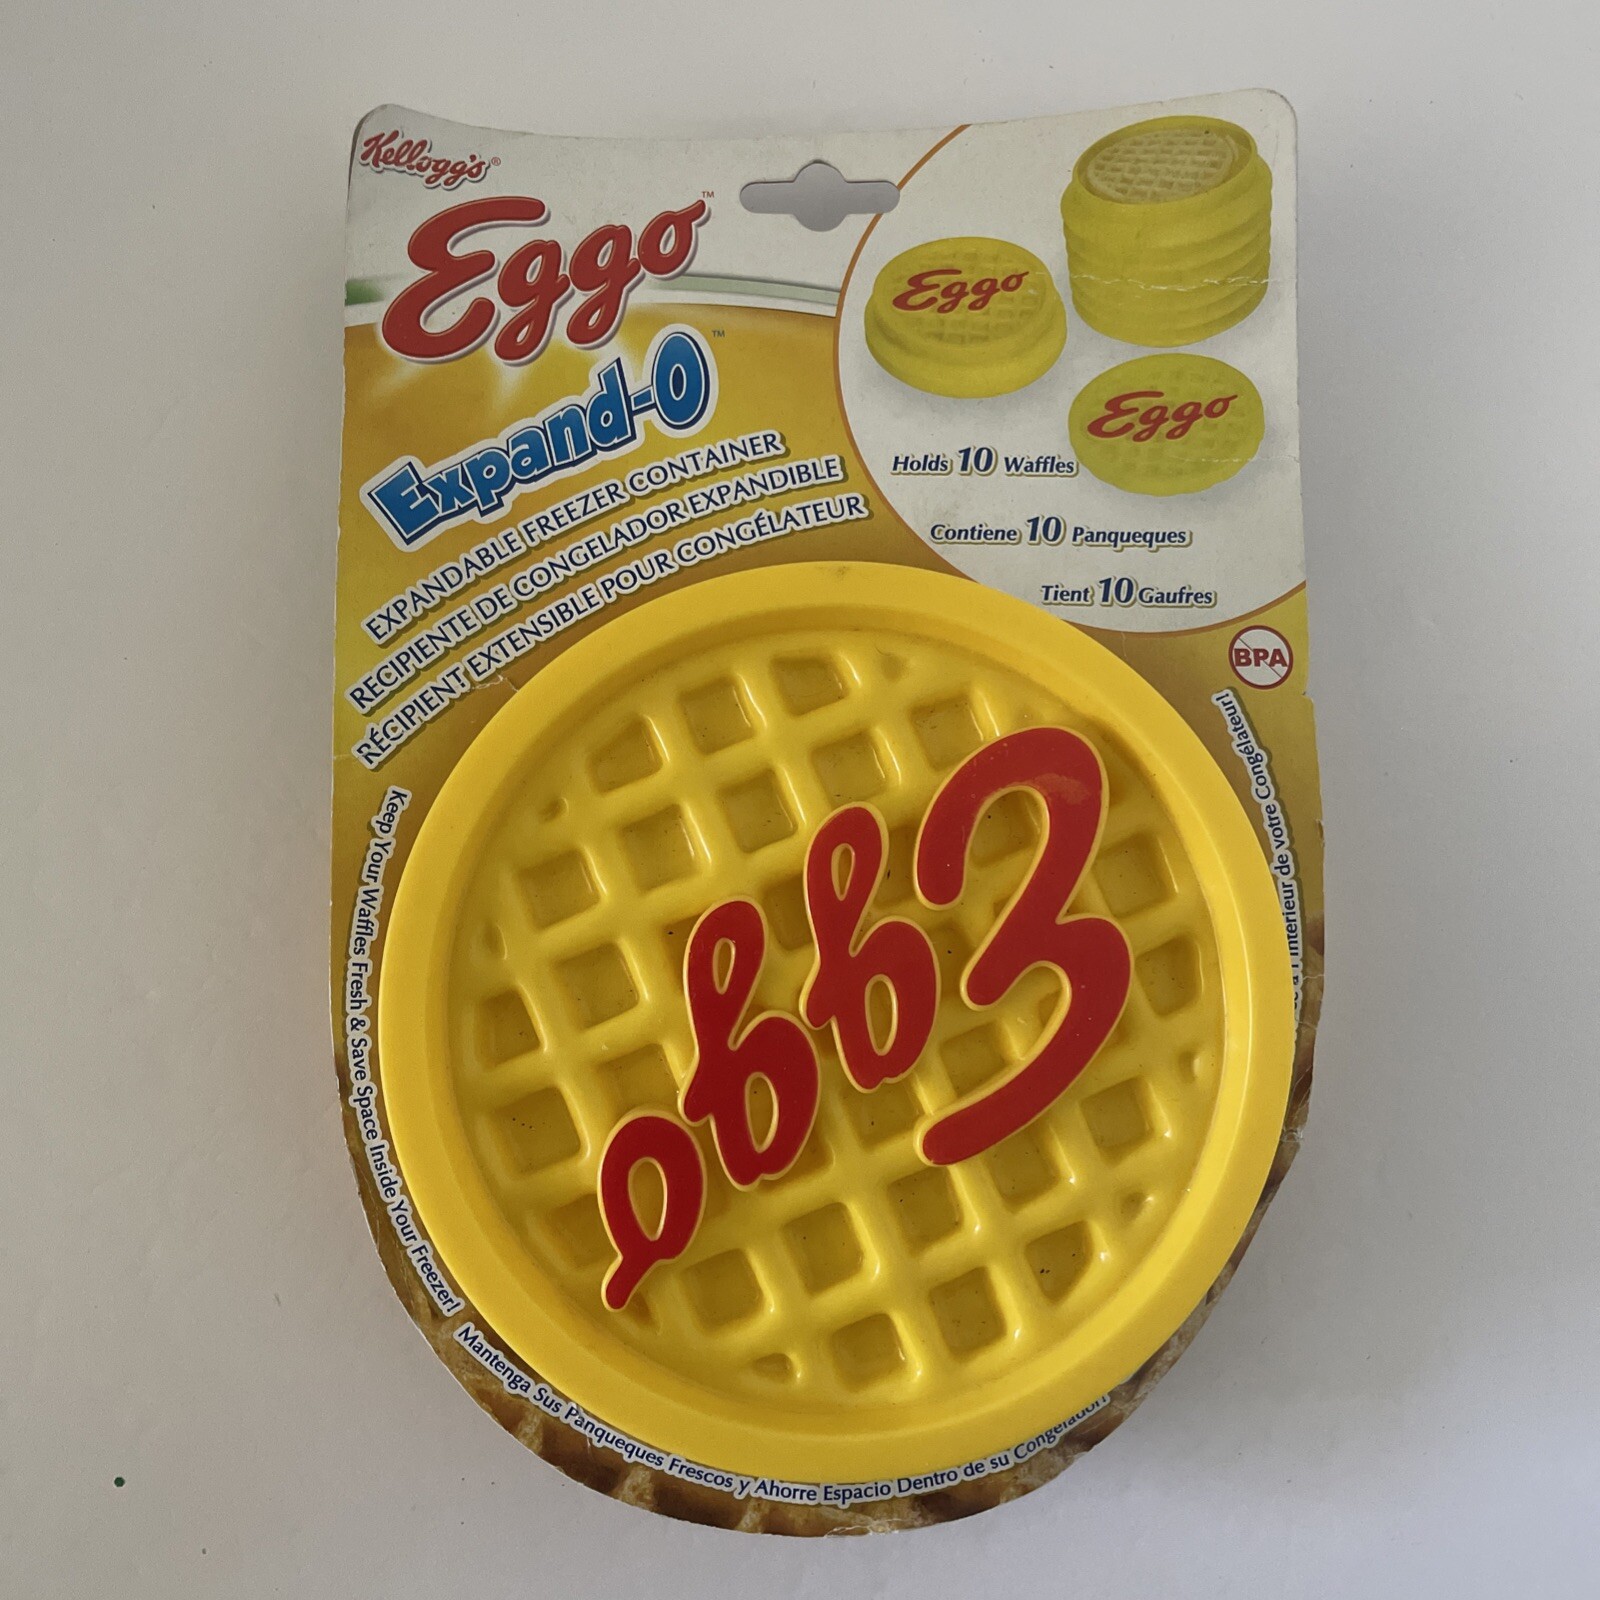 Kellogg's®
Eggo™
Expand-O™
EXPANDABLE FREEZER CONTAINER
RECIPIENTE DE CONGELADOR EXPANDIBLE
RÉCIPIENT EXTENSIBLE POUR CONGÉLATEUR
Eggo
Eggo
Holds 10 Waffles
Contiene 10 Panqueques
Tient 10 Gaufres
BPA
Eggo
Keep Your Waffles Fresh & Save Space Inside Your Freezer!
Mantenga Sus Panqueques Frescos y Ahorre Espacio Dentro de su Congelador!
à l'intérieur de votre Congélateur!